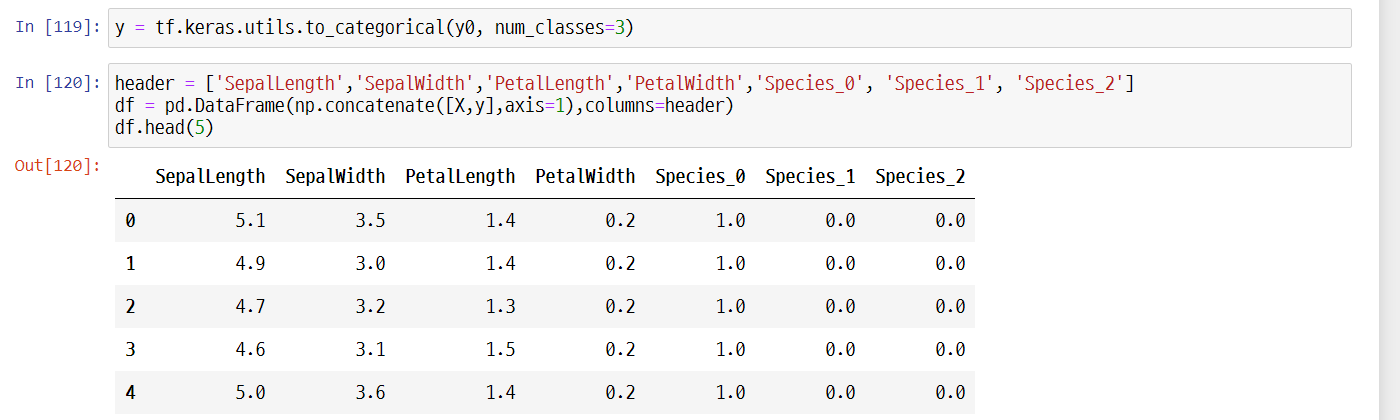 In [119]: y = tf.keras.utils.to_categorical(y0, num_classes=3)
In [120]: header = ['SepalLength','SepalWidth','PetalLength','PetalWidth','Species_0', 'Species_1', 'Species_2']
df = pd.DataFrame(np.concatenate([X,y],axis=1),columns=header)
df.head(5)
Out[120]:
SepalLength SepalWidth PetalLength PetalWidth Species_0 Species_1 Species_2
0 5.1 3.5 1.4 0.2 1.0 0.0 0.0
1 4.9 3.0 1.4 0.2 1.0 0.0 0.0
2 4.7 3.2 1.3 0.2 1.0 0.0 0.0
3 4.6 3.1 1.5 0.2 1.0 0.0 0.0
4 5.0 3.6 1.4 0.2 1.0 0.0 0.0